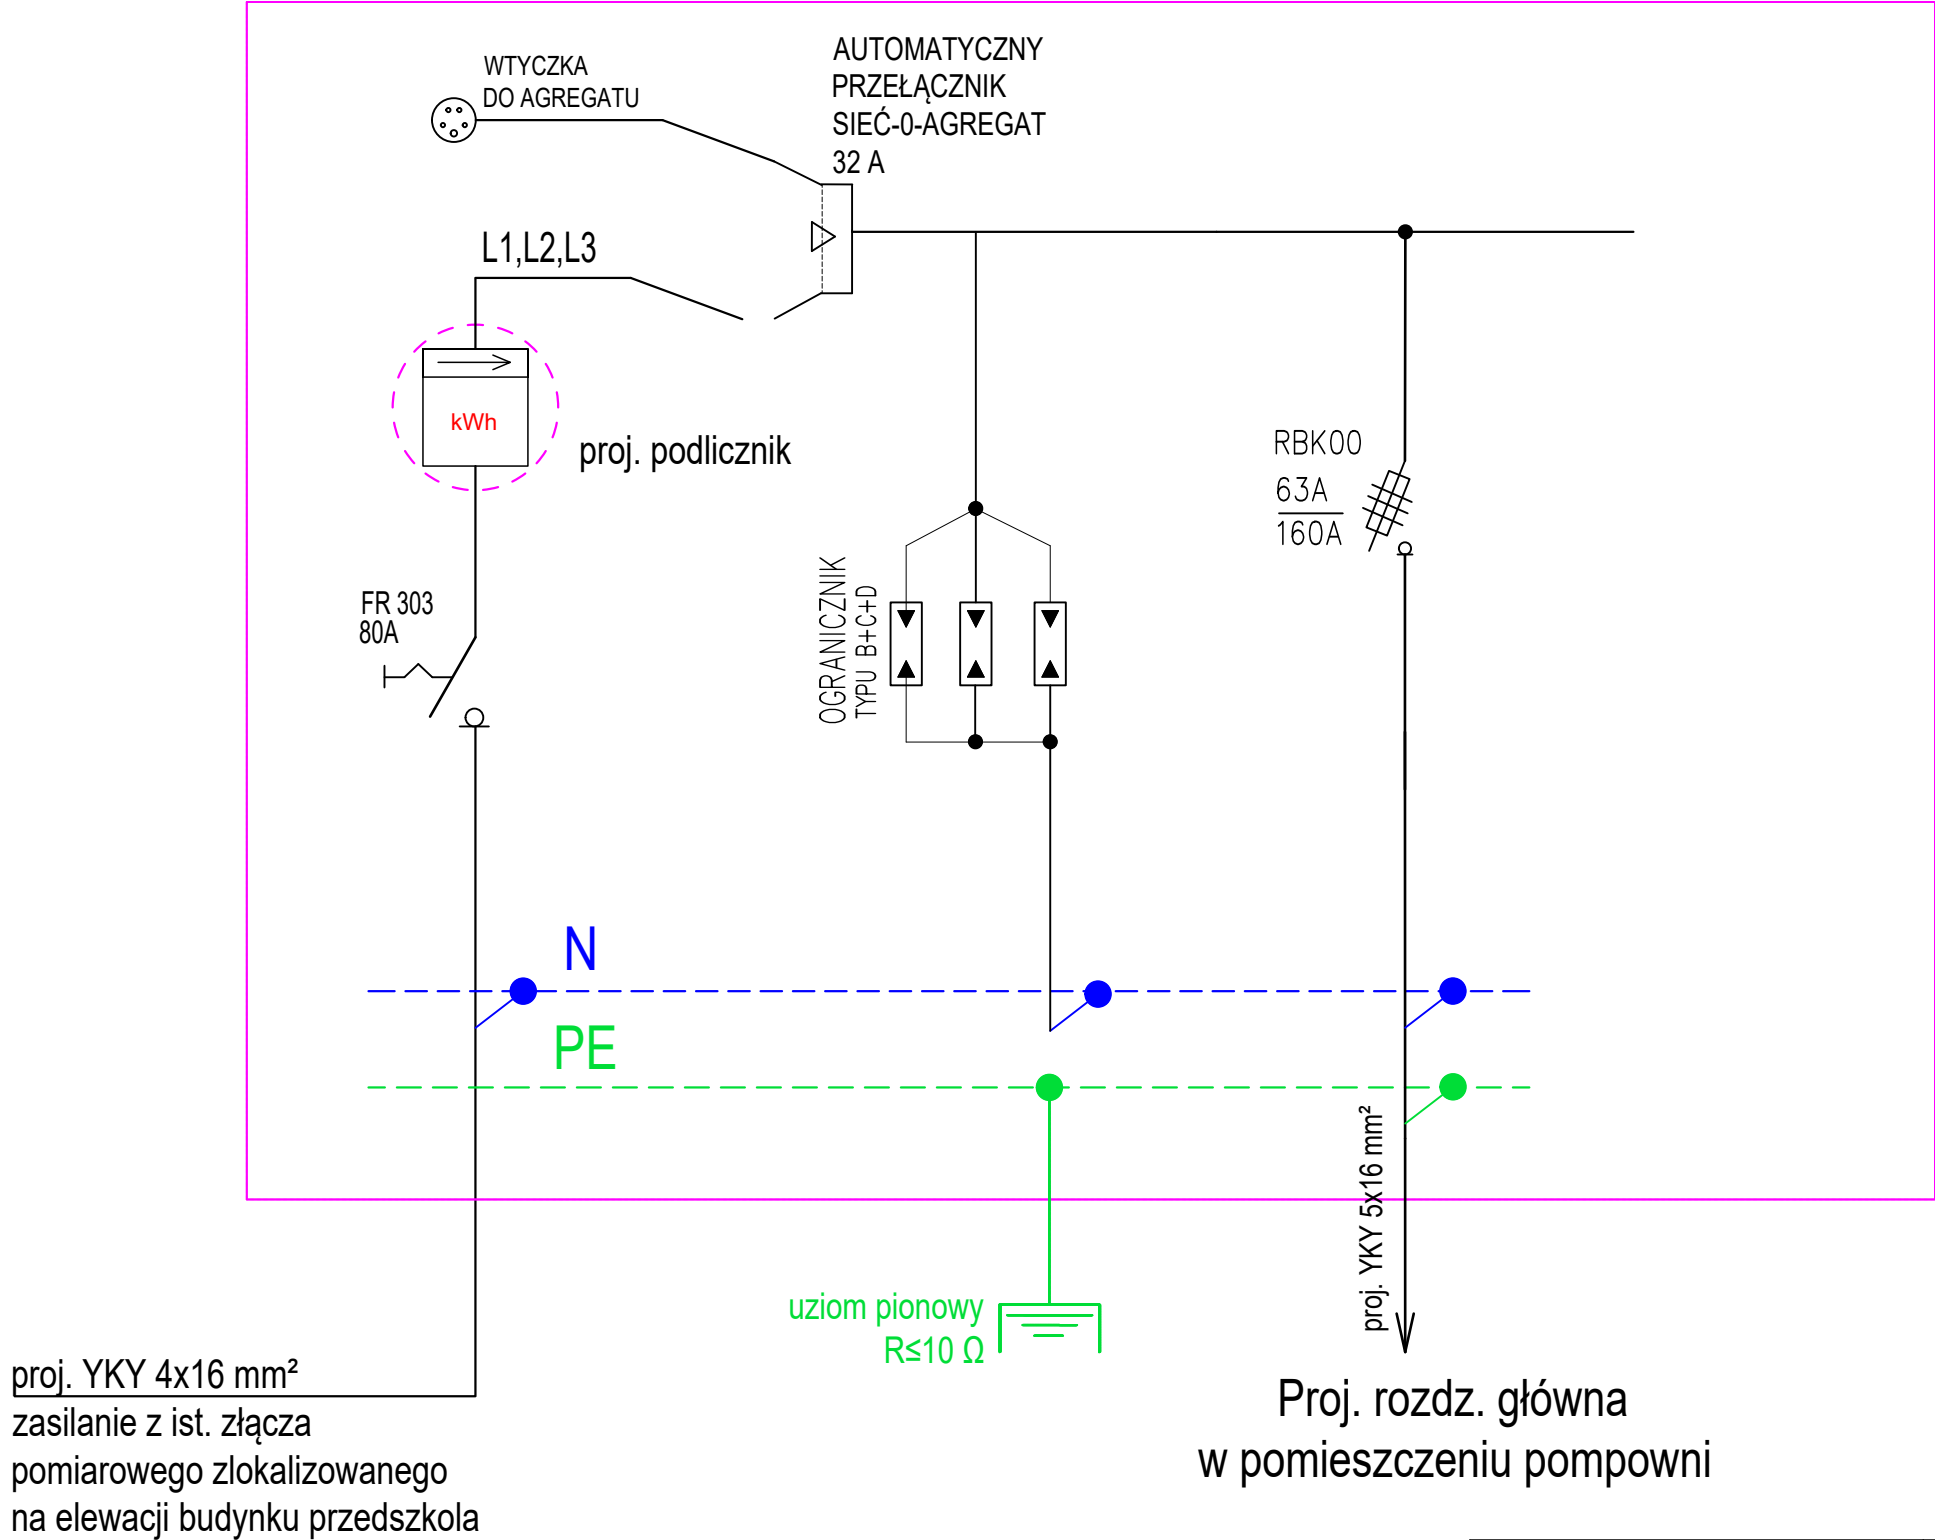 WTYCZKA
DO AGREGATU
AUTOMATYCZNY
PRZEŁĄCZNIK
SIEĆ-0-AGREGAT
32 A
L1,L2,L3
kWh
proj. podlicznik
RBK00
63A
160A
FR 303
80A
OGRANICZNIK
TYPU B+C+D
N
PE
proj. YKY 5x16 mm²
uziom pionowy
R≤10 Ω
proj. YKY 4x16 mm²
zasilanie z ist. złącza
pomiarowego zlokalizowanego
na elewacji budynku przedszkola
Proj. rozdz. główna
w pomieszczeniu pompowni